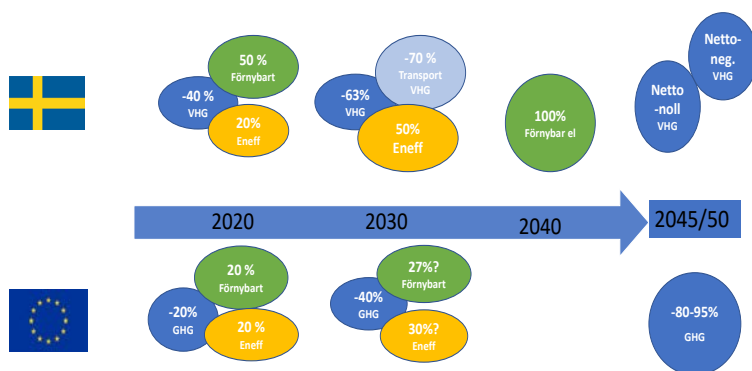 50 %
Förnybart
-40 %
VHG
20%
Eneff
-70 %
Transport
VHG
-63%
VHG
50%
Eneff
100%
Förnybar el
Netto-
neg.
VHG
Netto
-noll
VHG
2020
2030
2040
2045/50
20 %
Förnybart
-20%
GHG
20 %
Eneff
27%?
Förnybart
-40%
GHG
30%?
Eneff
-80-95%
GHG